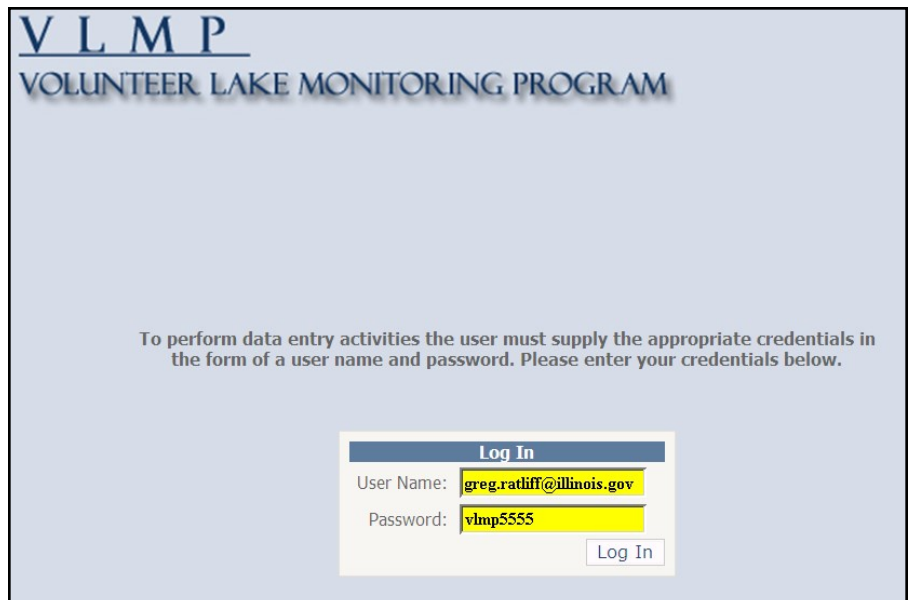 VLMP
VOLUNTEER LAKE MONITORING PROGRAM
To perform data entry activities the user must supply the appropriate credentials in
the form of a user name and password. Please enter your credentials below.
Log In
User Name: greg.ratliff@illinois.gov
Password: vlmp5555
Log In